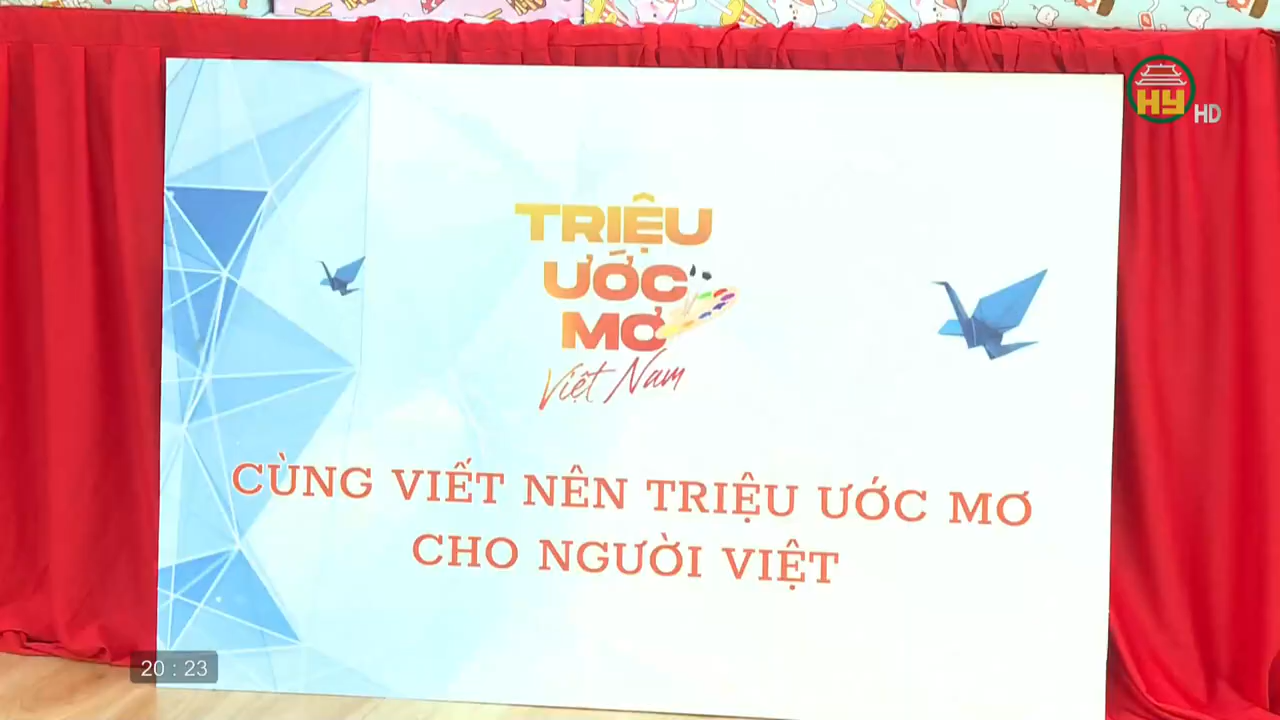 HY HD
TRIỆU
ƯỚC
MƠ
Việt Nam
CÙNG VIẾT NÊN TRIỆU ƯỚC MƠ
CHO NGƯỜI VIỆT
20 : 23